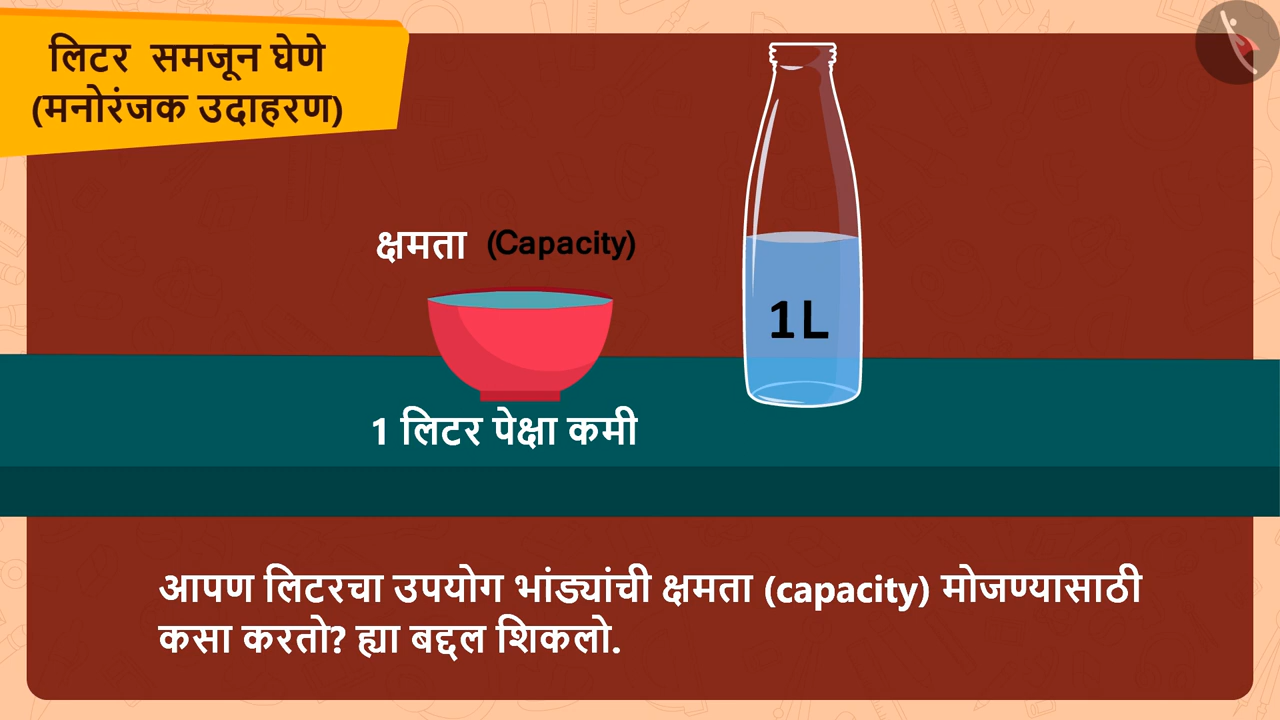 लिटर समजून घेणे
(मनोरंजक उदाहरण)
क्षमता (Capacity)
1L
1 लिटर पेक्षा कमी
आपण लिटरचा उपयोग भांड्यांची क्षमता (capacity) मोजण्यासाठी
कसा करतो? ह्या बद्दल शिकलो.